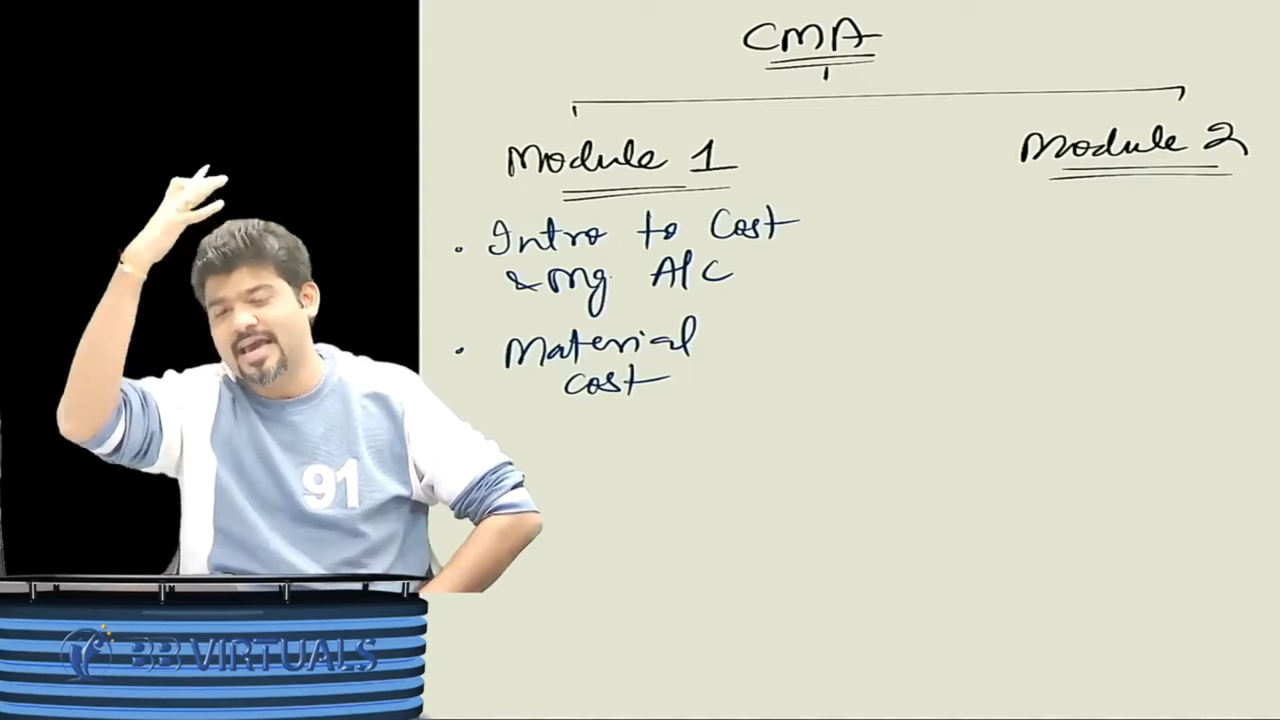 CMA
Module 1
Module 2
• Intro to Cost
& Mg A/C
• Material
cost
91
BB VIRTUALS